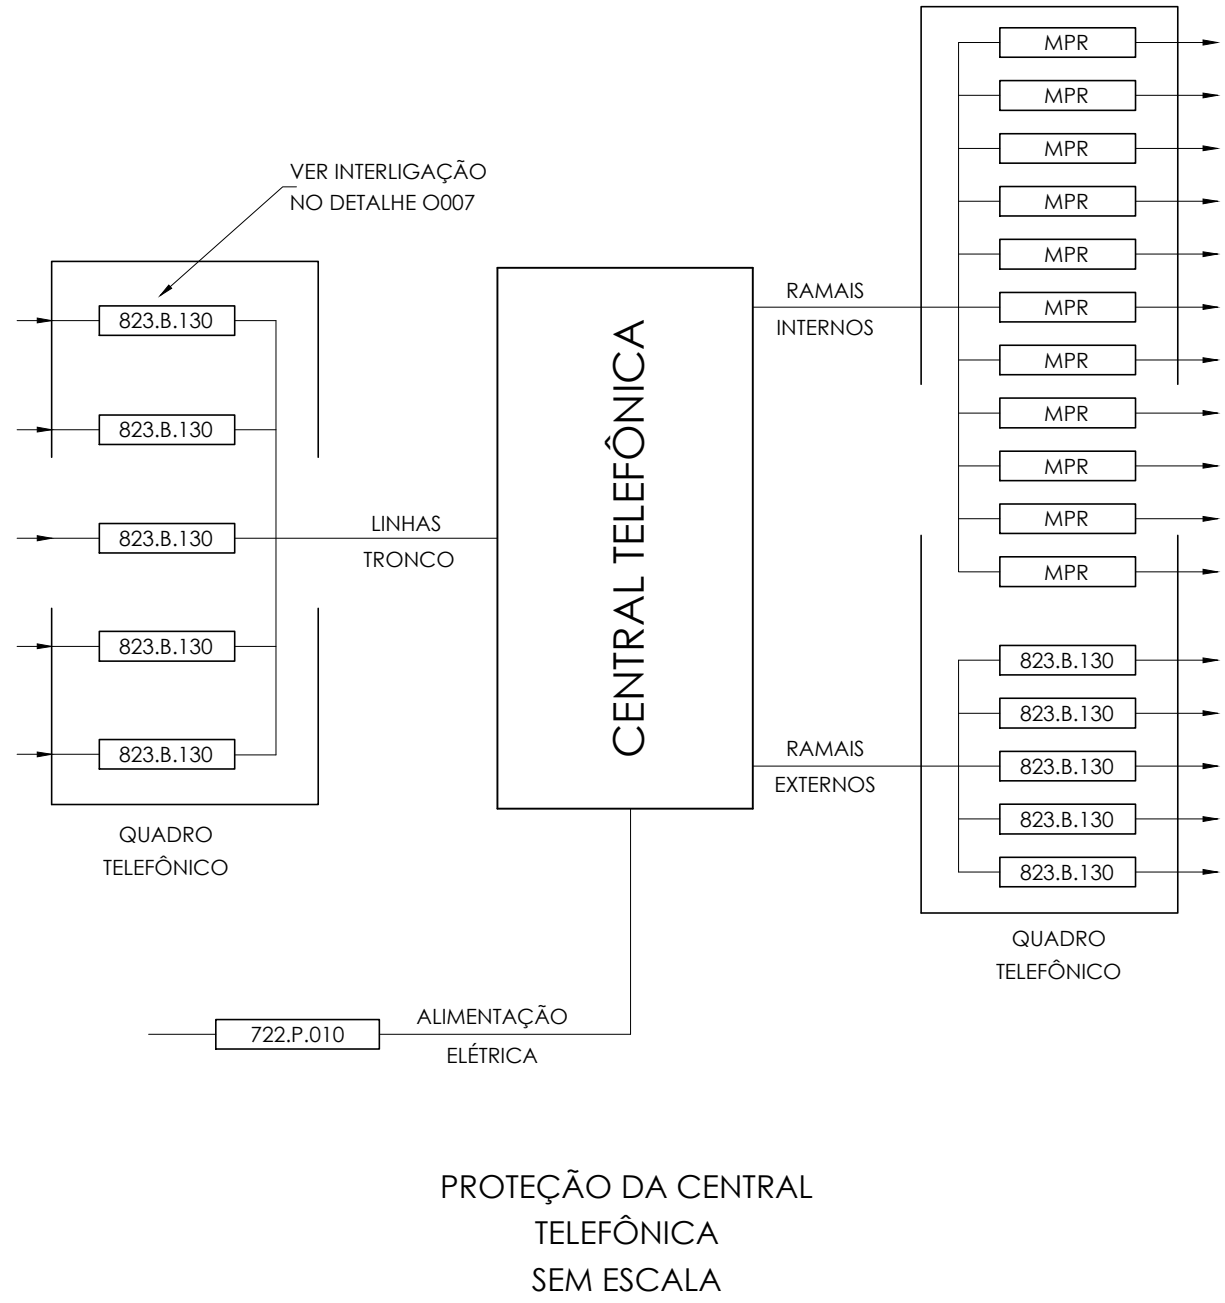 VER INTERLIGAÇÃO
NO DETALHE O007
823.B.130
823.B.130
823.B.130
823.B.130
823.B.130
QUADRO
TELEFÔNICO
LINHAS
TRONCO
CENTRAL TELEFÔNICA
RAMAIS
INTERNOS
MPR
MPR
MPR
MPR
MPR
MPR
MPR
MPR
MPR
MPR
MPR
RAMAIS
EXTERNOS
823.B.130
823.B.130
823.B.130
823.B.130
823.B.130
QUADRO
TELEFÔNICO
722.P.010
ALIMENTAÇÃO
ELÉTRICA
PROTEÇÃO DA CENTRAL
TELEFÔNICA
SEM ESCALA